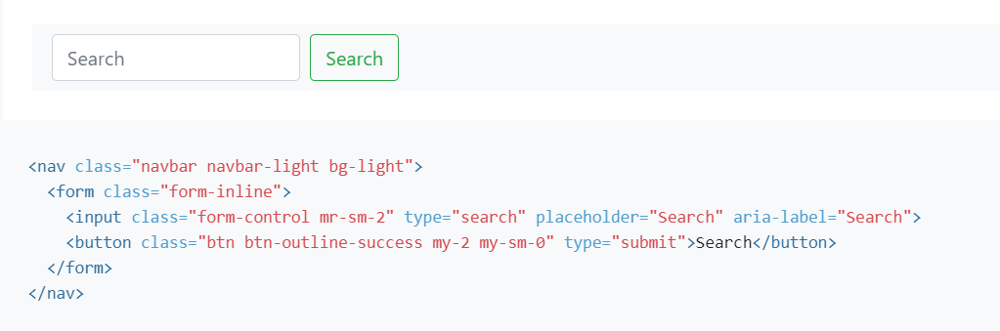 Search Search
<nav class="navbar navbar-light bg-light">
  <form class="form-inline">
    <input class="form-control mr-sm-2" type="search" placeholder="Search" aria-label="Search">
    <button class="btn btn-outline-success my-2 my-sm-0" type="submit">Search</button>
  </form>
</nav>